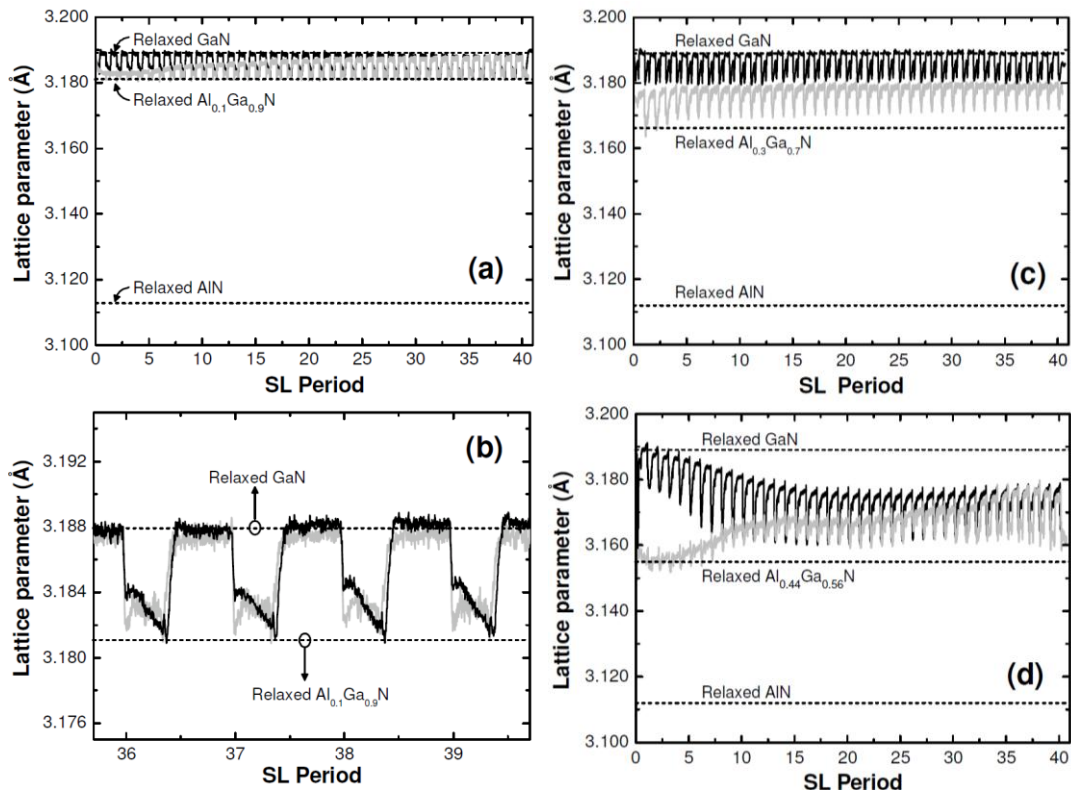 3.200
3.180
3.160
3.140
3.120
3.100
Lattice parameter (Å)
Relaxed GaN
Relaxed Al0.1Ga0.9N
Relaxed AlN
(a)
0 5 10 15 20 25 30 35 40
SL Period
3.200
3.180
3.160
3.140
3.120
3.100
Lattice parameter (Å)
Relaxed GaN
Relaxed Al0.3Ga0.7N
Relaxed AlN
(c)
0 5 10 15 20 25 30 35 40
SL Period
3.192
3.188
3.184
3.180
3.176
Lattice parameter (Å)
(b)
Relaxed GaN
Relaxed Al0.1Ga0.9N
36 37 38 39
SL Period
3.200
3.180
3.160
3.140
3.120
3.100
Lattice parameter (Å)
Relaxed GaN
Relaxed Al0.44Ga0.56N
Relaxed AlN
(d)
0 5 10 15 20 25 30 35 40
SL Period